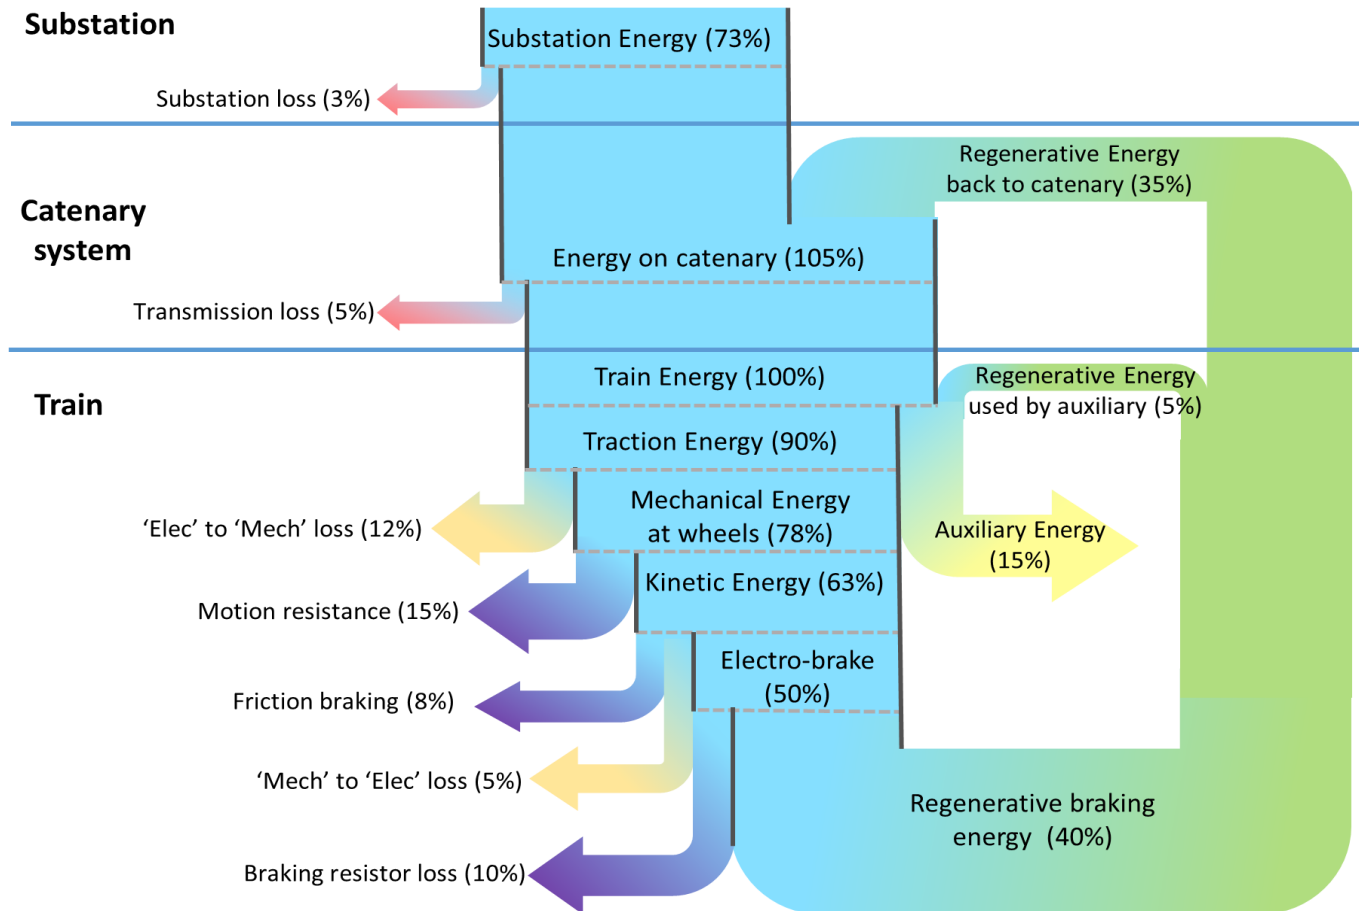 Substation
Substation Energy (73%)
Substation loss (3%)
Regenerative Energy
back to catenary (35%)
Catenary
system
Energy on catenary (105%)
Transmission loss (5%)
Train Energy (100%)
Regenerative Energy
used by auxiliary (5%)
Train
Traction Energy (90%)
Mechanical Energy
at wheels (78%)
'Elec' to 'Mech' loss (12%)
Auxiliary Energy
(15%)
Kinetic Energy (63%)
Motion resistance (15%)
Electro-brake
(50%)
Friction braking (8%)
'Mech' to 'Elec' loss (5%)
Regenerative braking
energy (40%)
Braking resistor loss (10%)